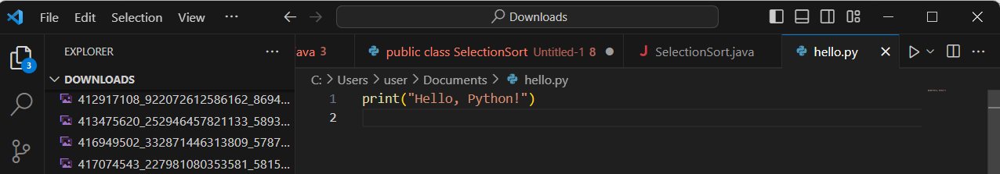 File Edit Selection View ··· Downloads
3 EXPLORER ··· ava 3 public class SelectionSort Untitled-1 8 J SelectionSort.java hello.py ···
DOWNLOADS
C: > Users > user > Documents > hello.py
412917108_922072612586162_8694...
413475620_252946457821133_5893...
416949502_332871446313809_5787...
417074543_227981080353581_5815...
1 print("Hello, Python!")
2